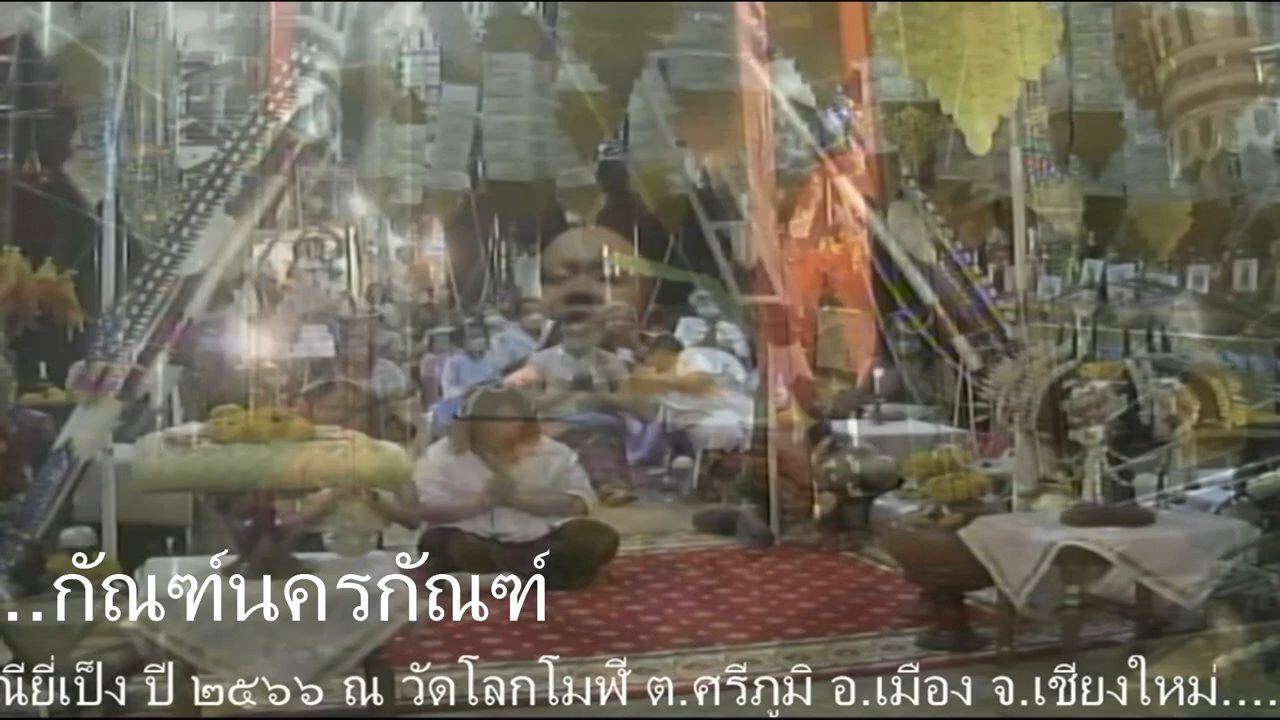 ..กัณฑ์นครกัณฑ์
ณียี่เป็ง ปี ๒๕๖๖ ณ วัดโลกโมฬี ต.ศรีภูมิ อ.เมือง จ.เชียงใหม่....